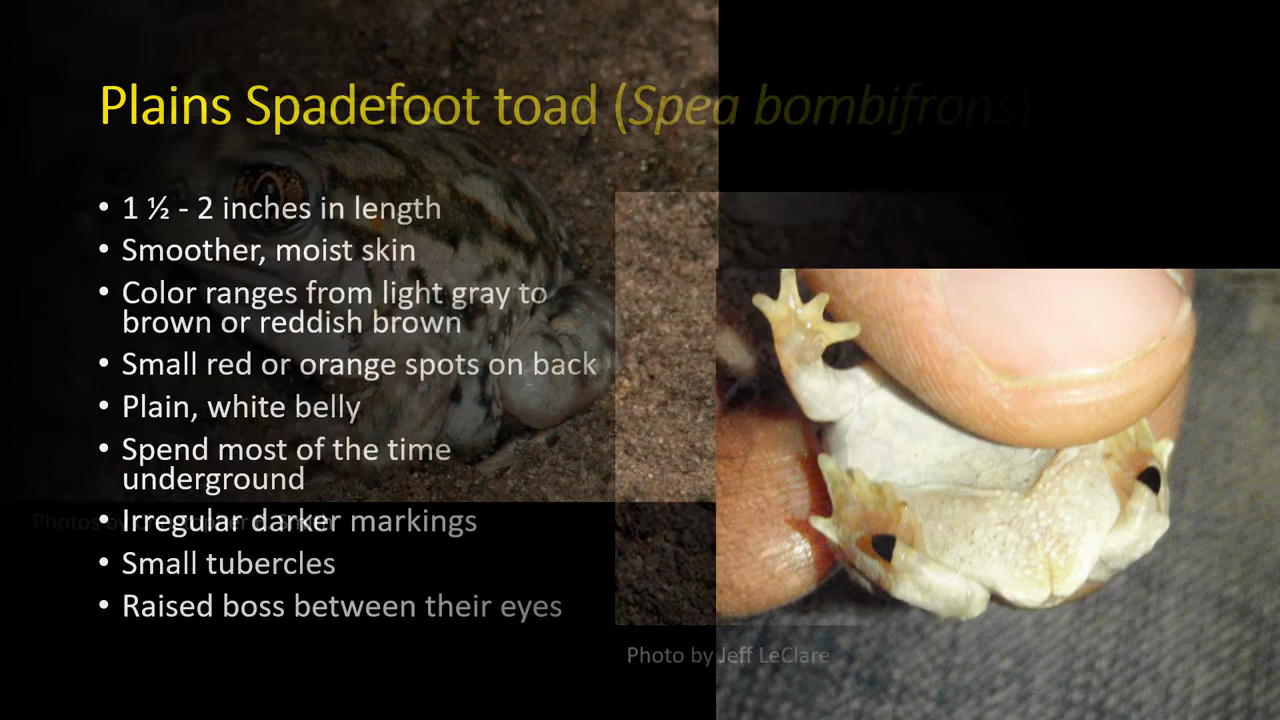 Plains Spadefoot toad (Spea bombifrons)
• 1 ½ - 2 inches in length
• Smoother, moist skin
• Color ranges from light gray to
brown or reddish brown
• Small red or orange spots on back
• Plain, white belly
• Spend most of the time
underground
• Irregular darker markings
• Small tubercles
• Raised boss between their eyes
Photos by
Photo by Jeff LeClare